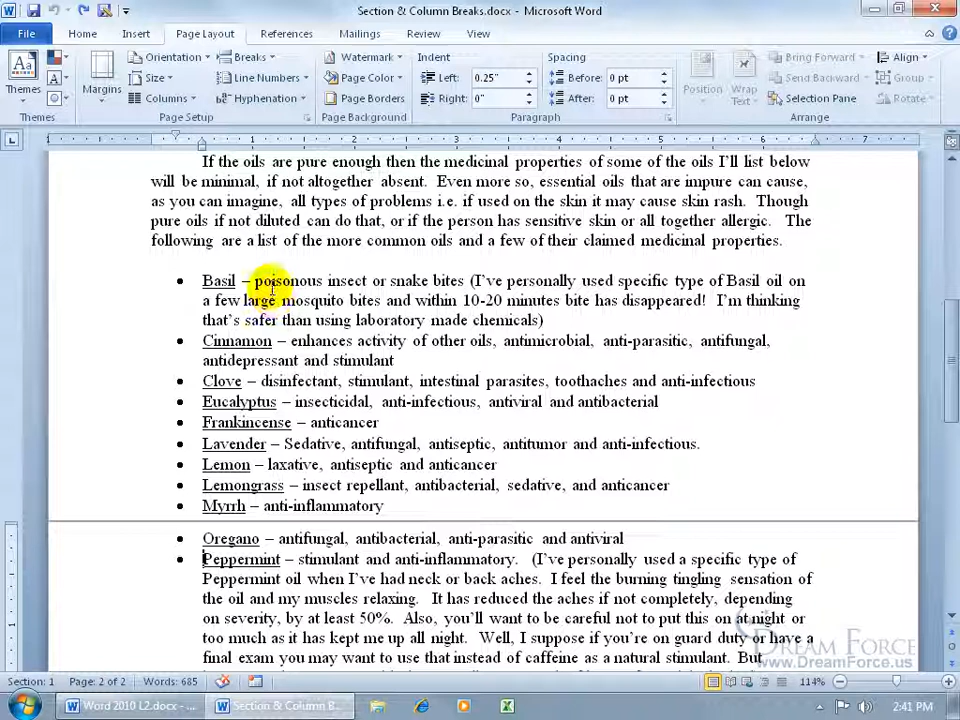 Section & Column Breaks.docx - Microsoft Word
File Home Insert Page Layout References Mailings Review View
Themes Margins Orientation Size Columns Breaks Line Numbers Hyphenation
Watermark Page Color Page Borders
Indent Left: 0.25" Right: 0"
Spacing Before: 0 pt After: 0 pt
Position Wrap Text Bring Forward Send Backward Selection Pane Align Group Rotate
Themes Page Setup Page Background Paragraph Arrange
1 1 2 3 4 5 6 7
If the oils are pure enough then the medicinal properties of some of the oils I'll list below
will be minimal, if not altogether absent. Even more so, essential oils that are impure can cause,
as you can imagine, all types of problems i.e. if used on the skin it may cause skin rash. Though
pure oils if not diluted can do that, or if the person has sensitive skin or all together allergic. The
following are a list of the more common oils and a few of their claimed medicinal properties.
• Basil – poisonous insect or snake bites (I've personally used specific type of Basil oil on
a few large mosquito bites and within 10-20 minutes bite has disappeared! I'm thinking
that's safer than using laboratory made chemicals)
• Cinnamon – enhances activity of other oils, antimicrobial, anti-parasitic, antifungal,
antidepressant and stimulant
• Clove – disinfectant, stimulant, intestinal parasites, toothaches and anti-infectious
• Eucalyptus – insecticidal, anti-infectious, antiviral and antibacterial
• Frankincense – anticancer
• Lavender – Sedative, antifungal, antiseptic, antitumor and anti-infectious.
• Lemon – laxative, antiseptic and anticancer
• Lemongrass – insect repellant, antibacterial, sedative, and anticancer
• Myrrh – anti-inflammatory
• Oregano – antifungal, antibacterial, anti-parasitic and antiviral
• Peppermint – stimulant and anti-inflammatory. (I've personally used a specific type of
Peppermint oil when I've had neck or back aches. I feel the burning tingling sensation of
the oil and my muscles relaxing. It has reduced the aches if not completely, depending
on severity, by at least 50%. Also, you'll want to be careful not to put this on at night or
too much as it has kept me up all night. Well, I suppose if you're on guard duty or have a
final exam you may want to use that instead of caffeine as a natural stimulant. But
Dream Force
www.DreamForce.us
Section: 1 Page: 2 of 2 Words: 685 114%
Word 2010 L2.docx - ... Section & Column B... 2:41 PM